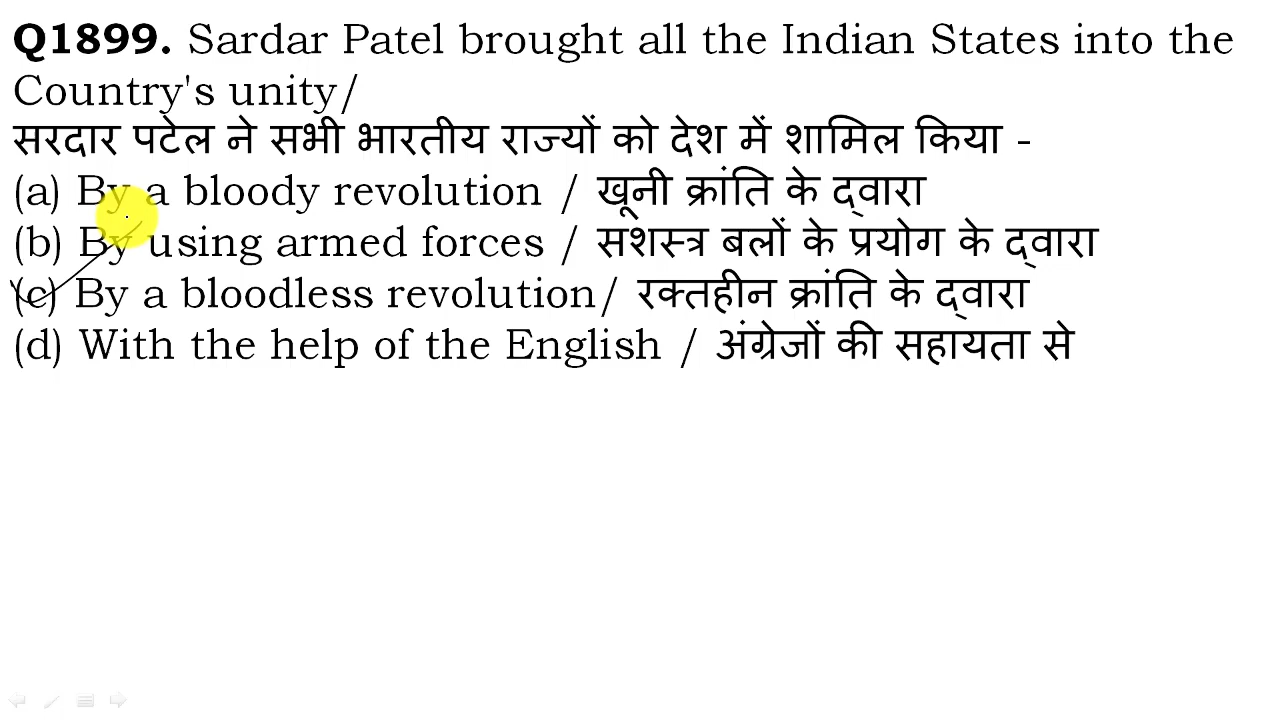 Q1899. Sardar Patel brought all the Indian States into the
Country's unity/
सरदार पटेल ने सभी भारतीय राज्यों को देश में शामिल किया -
(a) By a bloody revolution / खूनी क्रांति के द्वारा
(b) By using armed forces / सशस्त्र बलों के प्रयोग के द्वारा
(c) By a bloodless revolution/ रक्तहीन क्रांति के द्वारा
(d) With the help of the English / अंग्रेजों की सहायता से